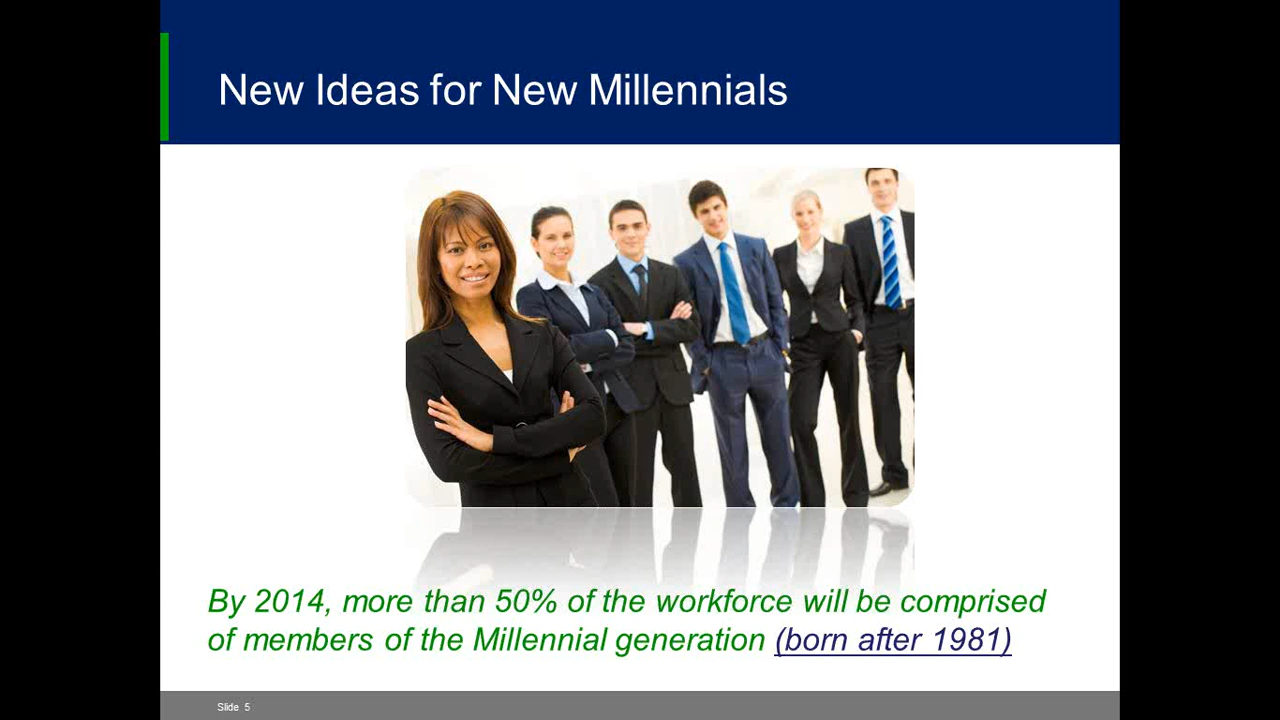 New Ideas for New Millennials
By 2014, more than 50% of the workforce will be comprised
of members of the Millennial generation (born after 1981)
Slide 5